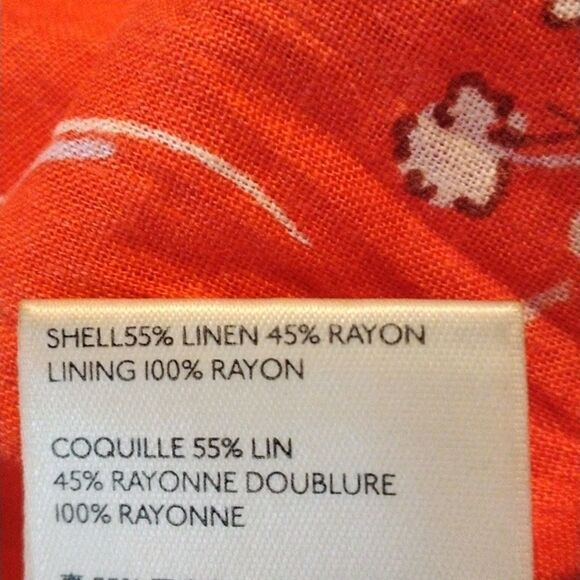 SHELL55% LINEN 45% RAYON
LINING 100% RAYON
COQUILLE 55% LIN
45% RAYONNE DOUBLURE
100% RAYONNE